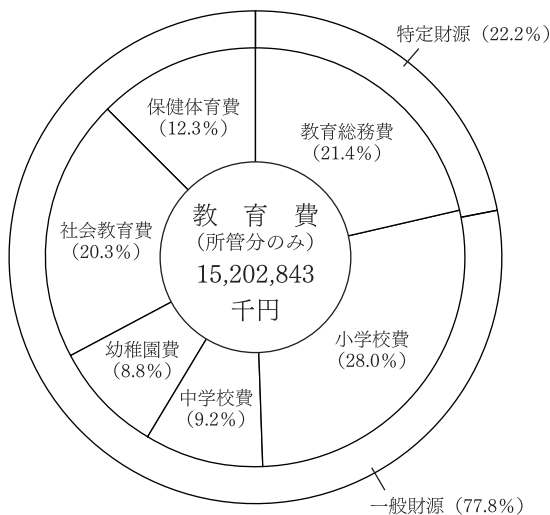 特定財源（22.2%）
教育総務費
（21.4%）
小学校費
（28.0%）
中学校費
（9.2%）
幼稚園費
（8.8%）
社会教育費
（20.3%）
保健体育費
（12.3%）
教　育　費
（所管分のみ）
15,202,843
千円
一般財源（77.8%）